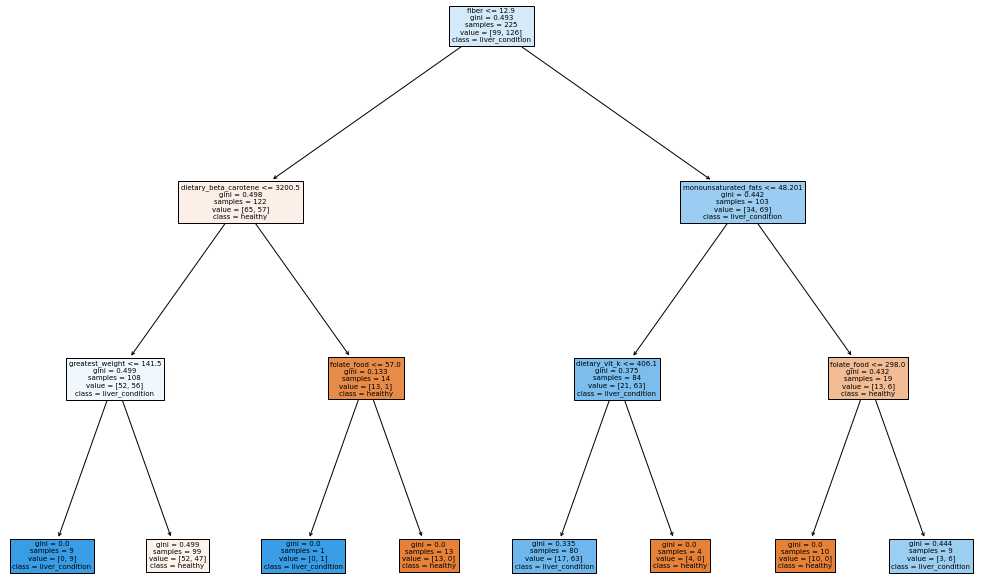 fiber <= 12.9
gini = 0.493
samples = 225
value = [99, 126]
class = liver_condition
dietary_beta_carotene <= 3200.5
gini = 0.498
samples = 122
value = [65, 57]
class = healthy
monounsaturated_fats <= 48.201
gini = 0.442
samples = 103
value = [34, 69]
class = liver_condition
greatest_weight <= 141.5
gini = 0.499
samples = 108
value = [52, 56]
class = liver_condition
folate_food <= 57.0
gini = 0.133
samples = 14
value = [13, 1]
class = healthy
dietary_vit_k <= 406.1
gini = 0.375
samples = 84
value = [21, 63]
class = liver_condition
folate_food <= 298.0
gini = 0.432
samples = 19
value = [13, 6]
class = healthy
gini = 0.0
samples = 9
value = [0, 9]
class = liver_condition
gini = 0.499
samples = 99
value = [52, 47]
class = healthy
gini = 0.0
samples = 1
value = [0, 1]
class = liver_condition
gini = 0.0
samples = 13
value = [13, 0]
class = healthy
gini = 0.335
samples = 80
value = [17, 63]
class = liver_condition
gini = 0.0
samples = 4
value = [4, 0]
class = healthy
gini = 0.0
samples = 10
value = [10, 0]
class = healthy
gini = 0.444
samples = 9
value = [3, 6]
class = liver_condition